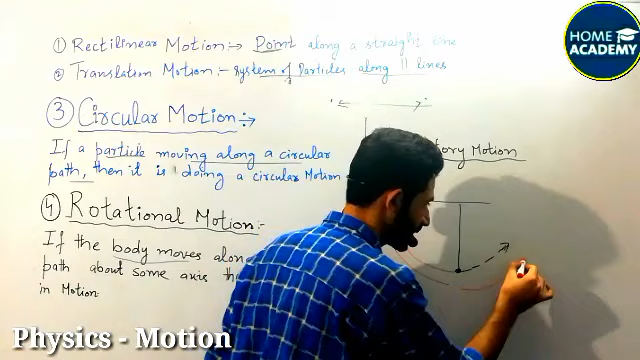 HOME
ACADEMY
① Rectilinear Motion:→ Point along a straight line
② Translation Motion:- system of Particles along || lines
③ Circular Motion:→
If a particle moving along a circular
path, then it is doing a circular Motion
tory Motion
④ Rotational Motion:-
If the body moves along
path about some axis
in Motion
Physics - Motion